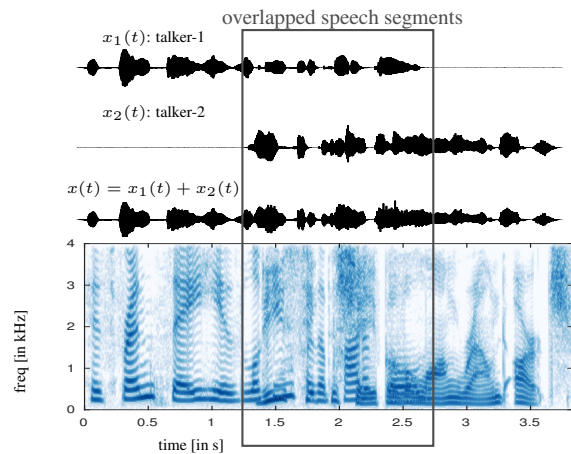 overlapped speech segments
x₁(t): talker-1
x₂(t): talker-2
x(t) = x₁(t) + x₂(t)
4
3
2
1
0
freq [in kHz]
0 0.5 1 1.5 2 2.5 3 3.5
time [in s]